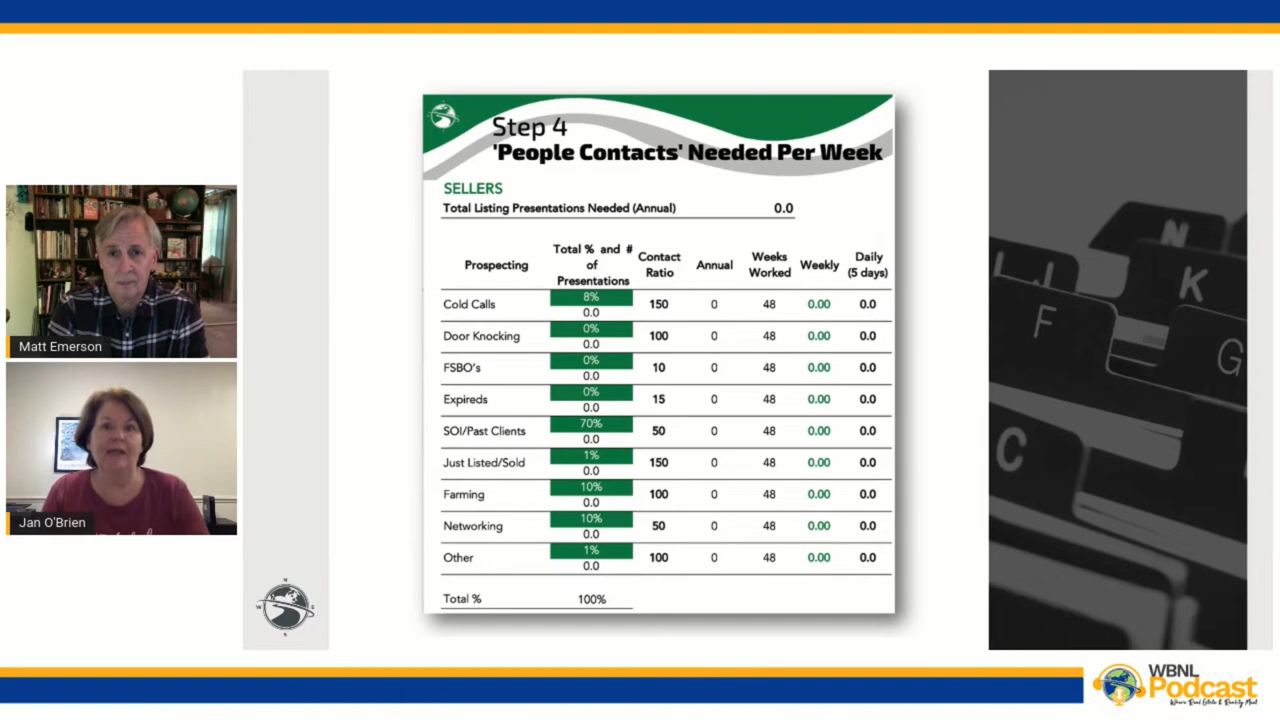 Step 4
'People Contacts' Needed Per Week
SELLERS
Total Listing Presentations Needed (Annual) 0.0
Prospecting Total % and # of Presentations Contact Ratio Annual Weeks Worked Weekly Daily (5 days)
Cold Calls 8% 0.0 150 0 48 0.00 0.0
Door Knocking 0% 0.0 100 0 48 0.00 0.0
FSBO's 0% 0.0 10 0 48 0.00 0.0
Expireds 0% 0.0 15 0 48 0.00 0.0
SOI/Past Clients 70% 0.0 50 0 48 0.00 0.0
Just Listed/Sold 1% 0.0 150 0 48 0.00 0.0
Farming 10% 0.0 100 0 48 0.00 0.0
Networking 10% 0.0 50 0 48 0.00 0.0
Other 1% 0.0 100 0 48 0.00 0.0
Total % 100%
Matt Emerson
Jan O'Brien
N
W E
S
N
K
F
G
C
WBNL
Podcast
Where Real Estate & Reality Meet